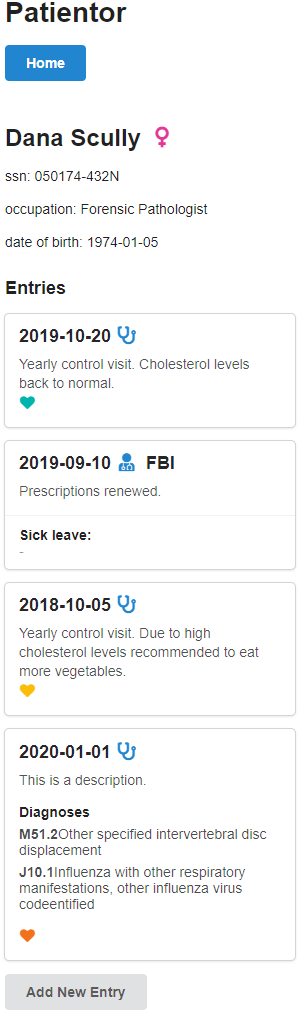 Patientor
Home
Dana Scully
ssn: 050174-432N
occupation: Forensic Pathologist
date of birth: 1974-01-05
Entries
2019-10-20
Yearly control visit. Cholesterol levels
back to normal.
2019-09-10 FBI
Prescriptions renewed.
Sick leave:
-
2018-10-05
Yearly control visit. Due to high
cholesterol levels recommended to eat
more vegetables.
2020-01-01
This is a description.
Diagnoses
M51.2Other specified intervertebral disc
displacement
J10.1Influenza with other respiratory
manifestations, other influenza virus
codeentified
Add New Entry